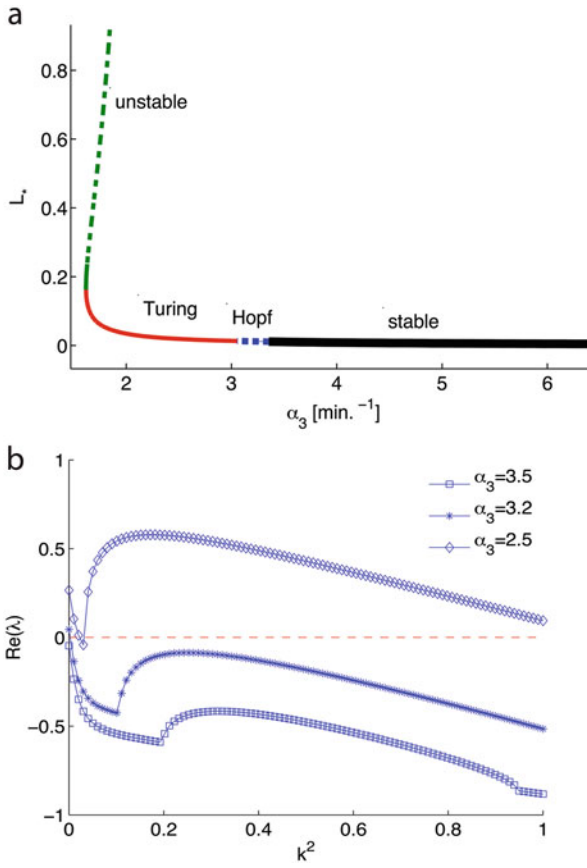 a
0.8
0.6
0.4
0.2
0
L*
unstable
Turing
Hopf
stable
2
3
4
5
6
α3 [min. -1]
b
1
0.5
0
−0.5
−1
Re(λ)
α3=3.5
α3=3.2
α3=2.5
0
0.2
0.4
0.6
0.8
1
k2